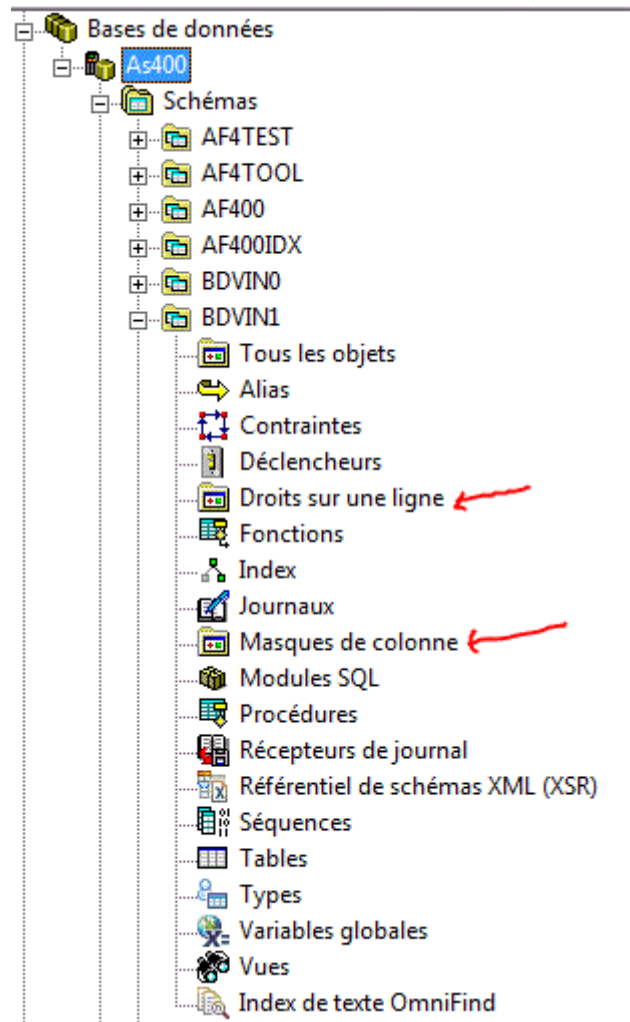 Bases de données
As400
Schémas
AF4TEST
AF4TOOL
AF400
AF400IDX
BDVIN0
BDVIN1
Tous les objets
Alias
Contraintes
Déclencheurs
Droits sur une ligne
Fonctions
Index
Journaux
Masques de colonne
Modules SQL
Procédures
Récepteurs de journal
Référentiel de schémas XML (XSR)
Séquences
Tables
Types
Variables globales
Vues
Index de texte OmniFind